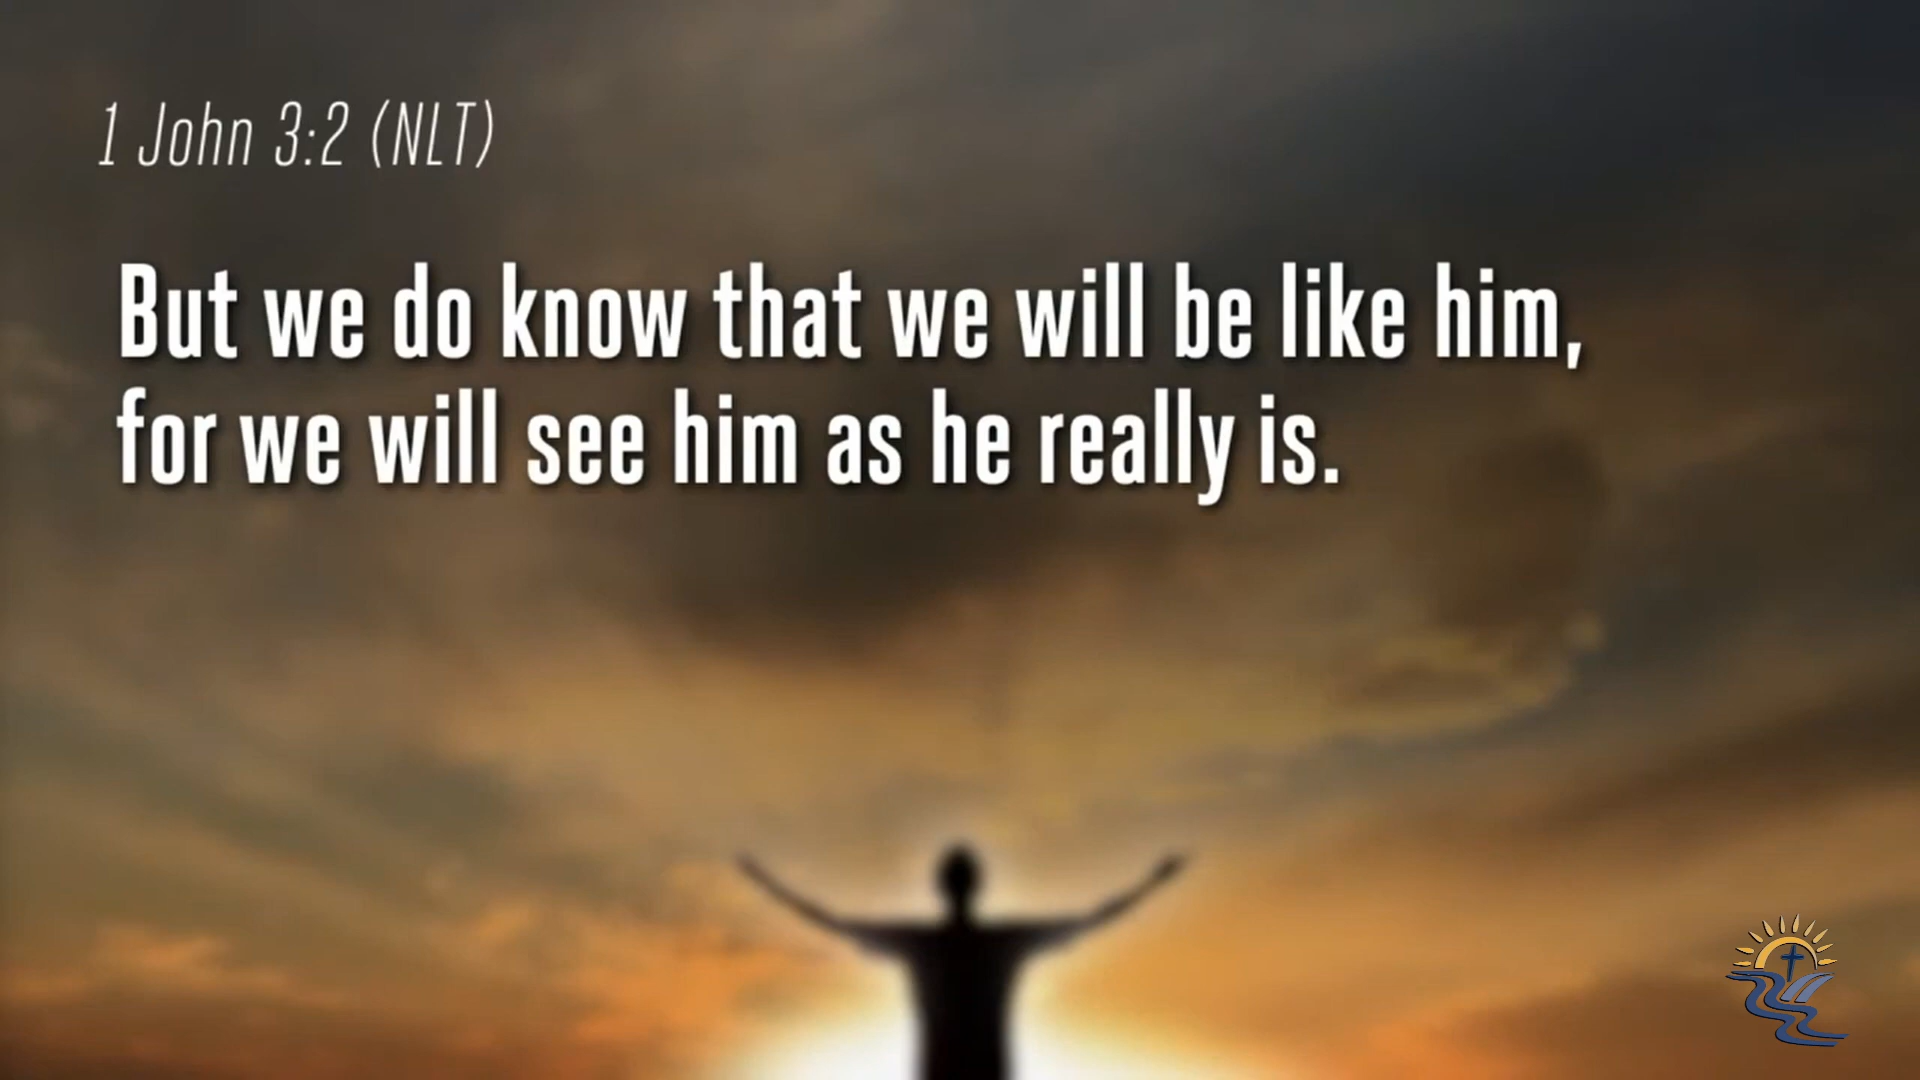 1 John 3:2 (NLT)
But we do know that we will be like him,
for we will see him as he really is.